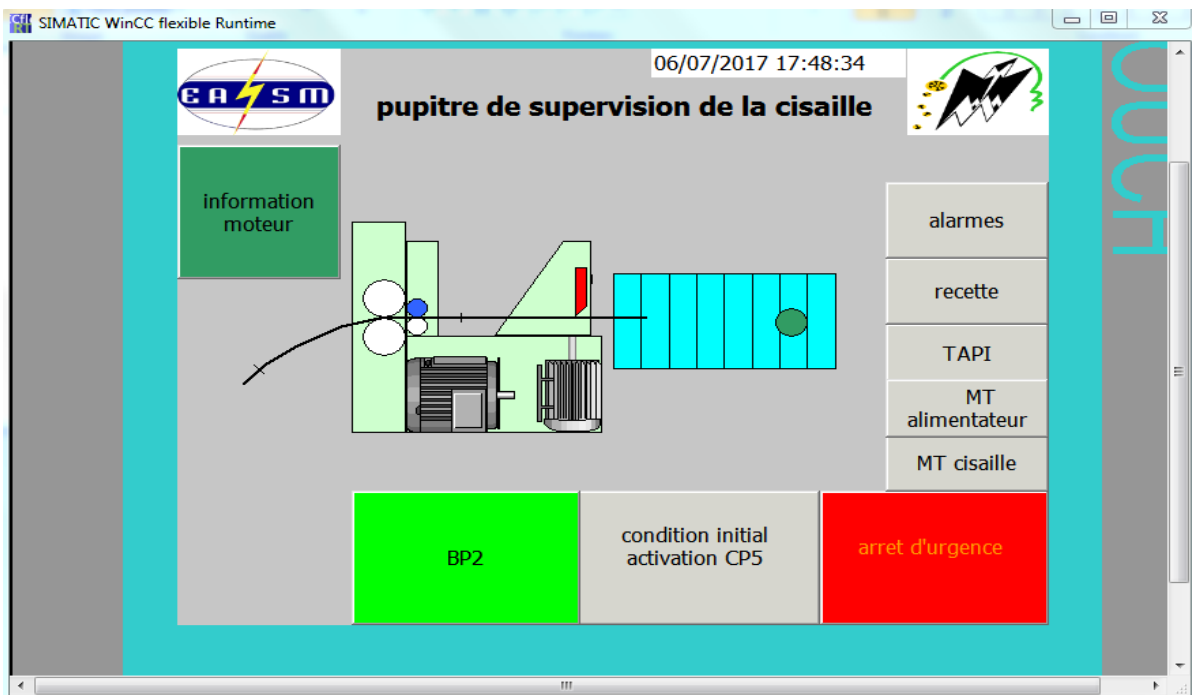 SIMATIC WinCC flexible Runtime
06/07/2017 17:48:34
EASM
pupitre de supervision de la cisaille
information
moteur
alarmes
recette
TAPI
MT
alimentateur
MT cisaille
BP2
condition initial
activation CP5
arret d'urgence